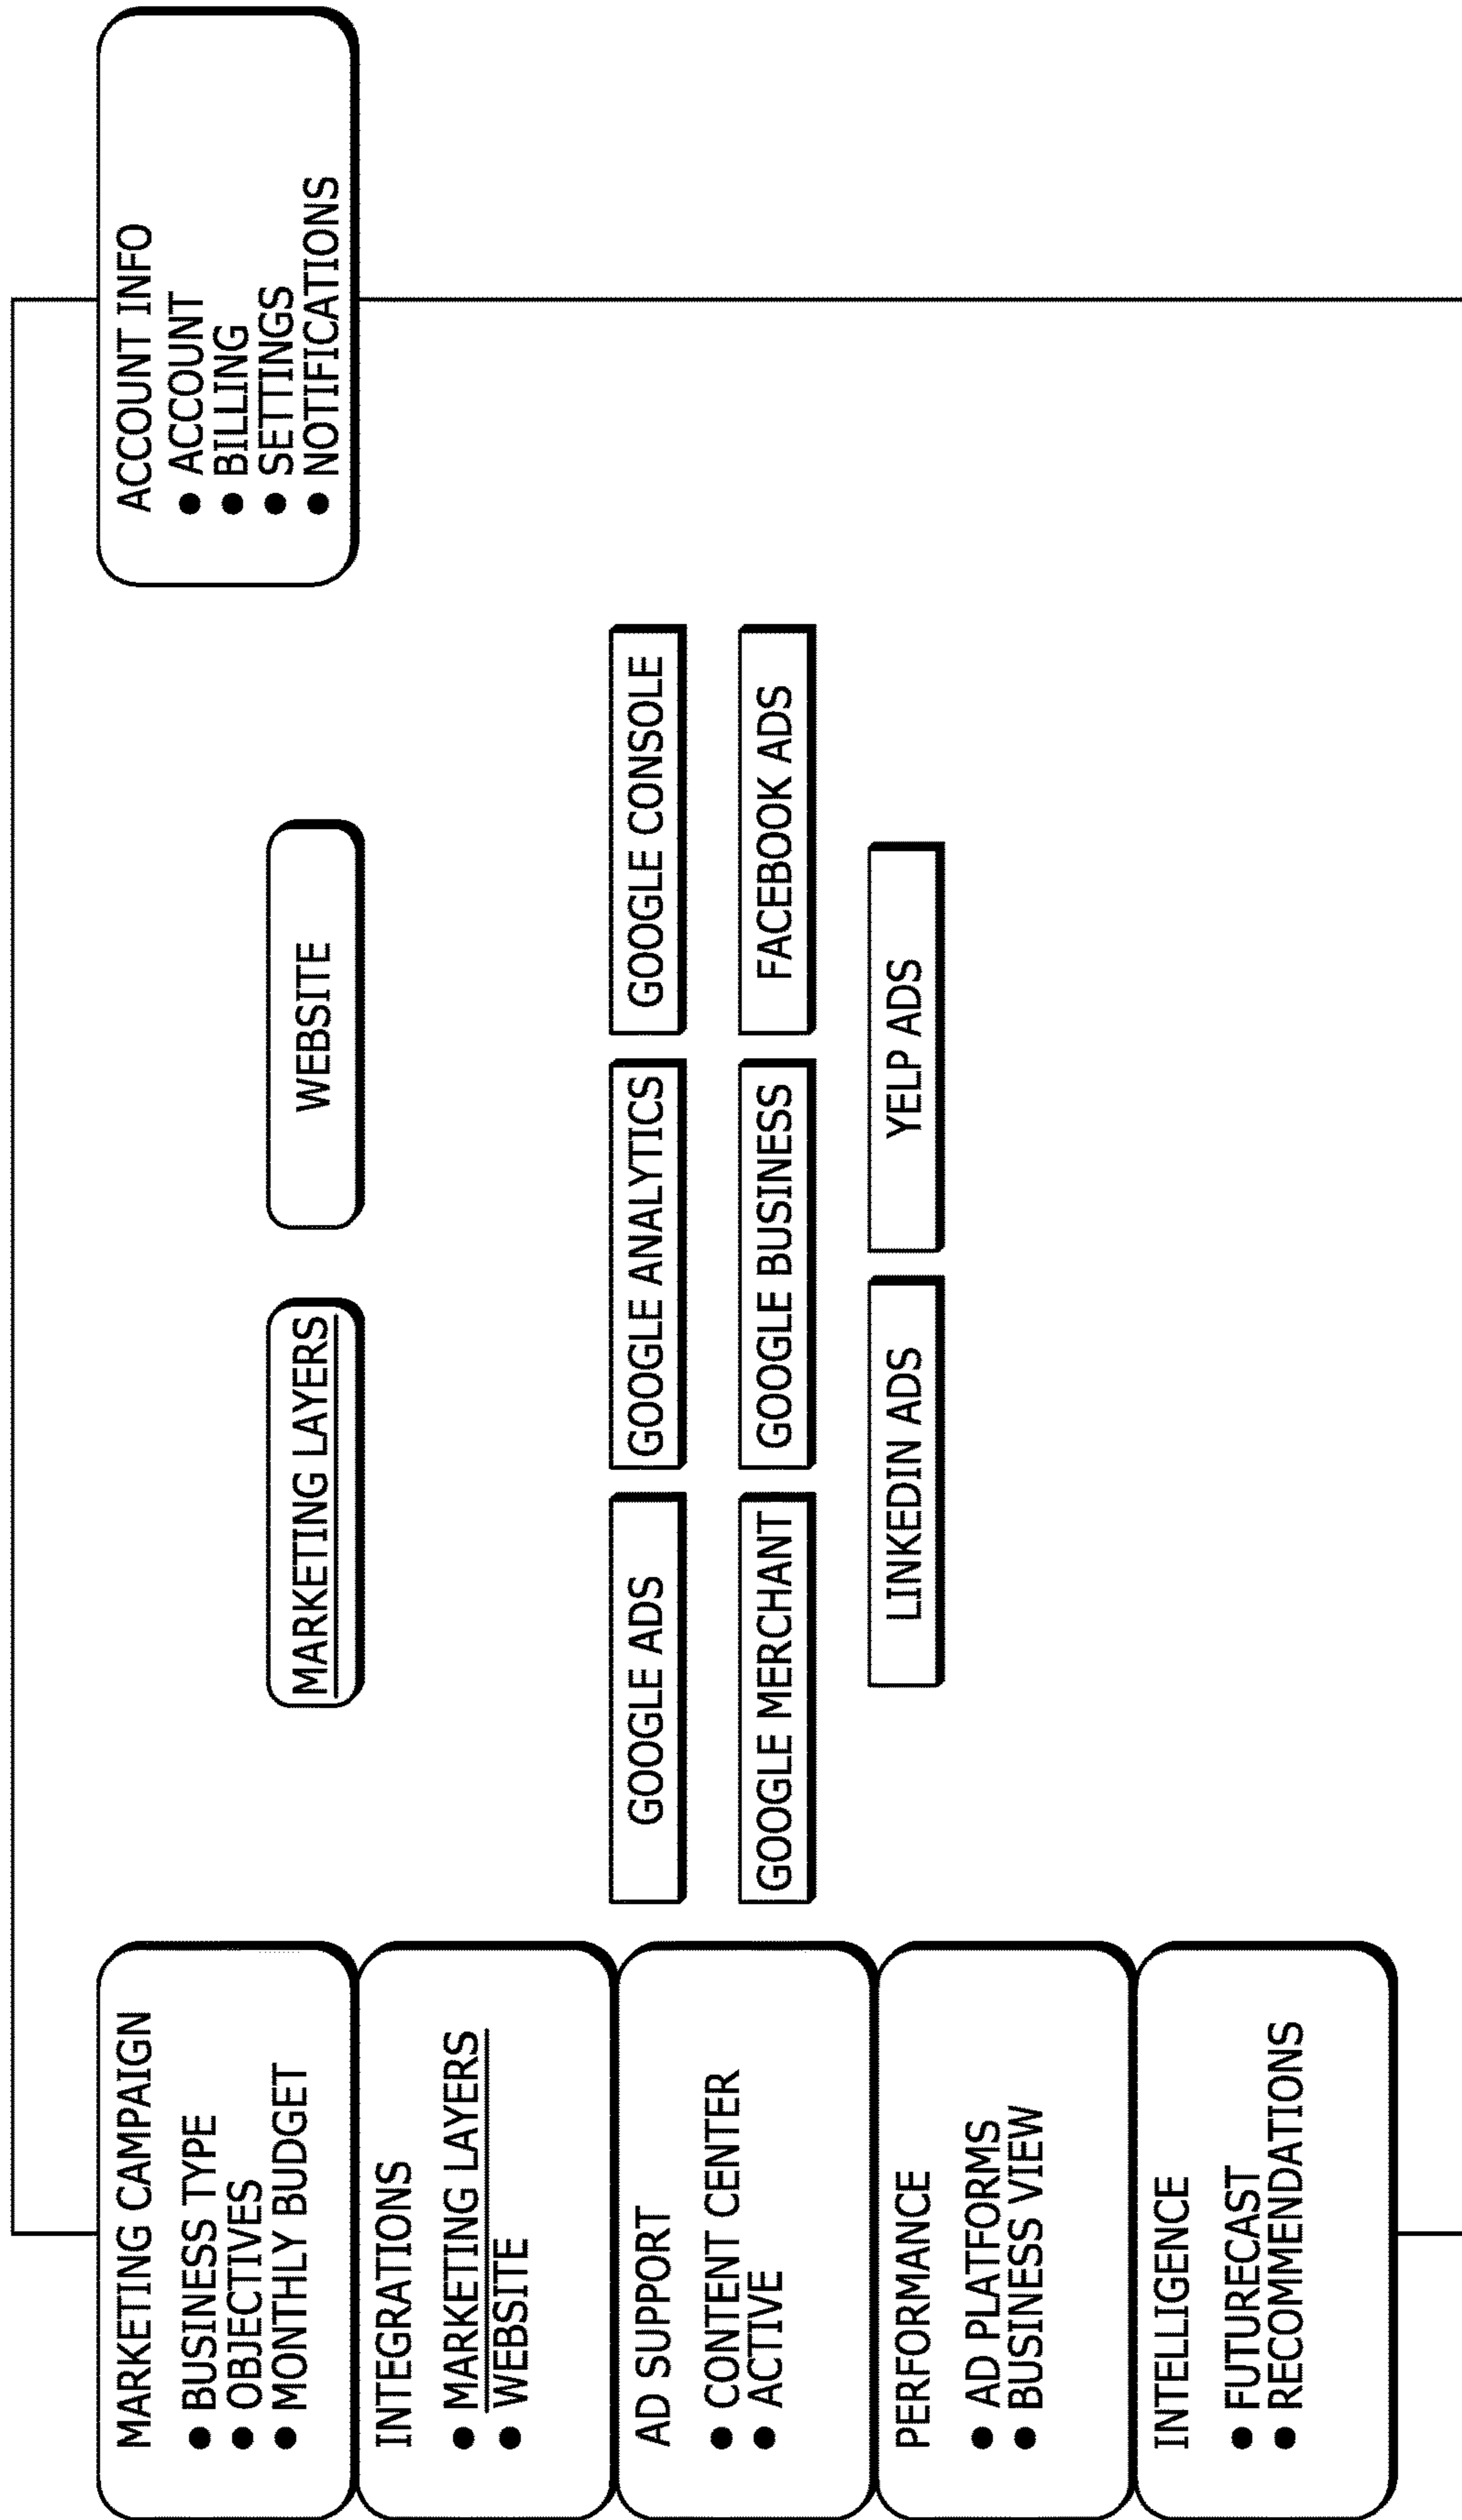 MARKETING CAMPAIGN
● BUSINESS TYPE
● OBJECTIVES
● MONTHLY BUDGET
INTEGRATIONS
● MARKETING LAYERS
● WEBSITE
AD SUPPORT
● CONTENT CENTER
● ACTIVE
PERFORMANCE
● AD PLATFORMS
● BUSINESS VIEW
INTELLIGENCE
● FUTURECAST
● RECOMMENDATIONS
MARKETING LAYERS
WEBSITE
GOOGLE ADS
GOOGLE ANALYTICS
GOOGLE CONSOLE
GOOGLE MERCHANT
GOOGLE BUSINESS
FACEBOOK ADS
LINKEDIN ADS
YELP ADS
ACCOUNT INFO
● ACCOUNT
● BILLING
● SETTINGS
● NOTIFICATIONS